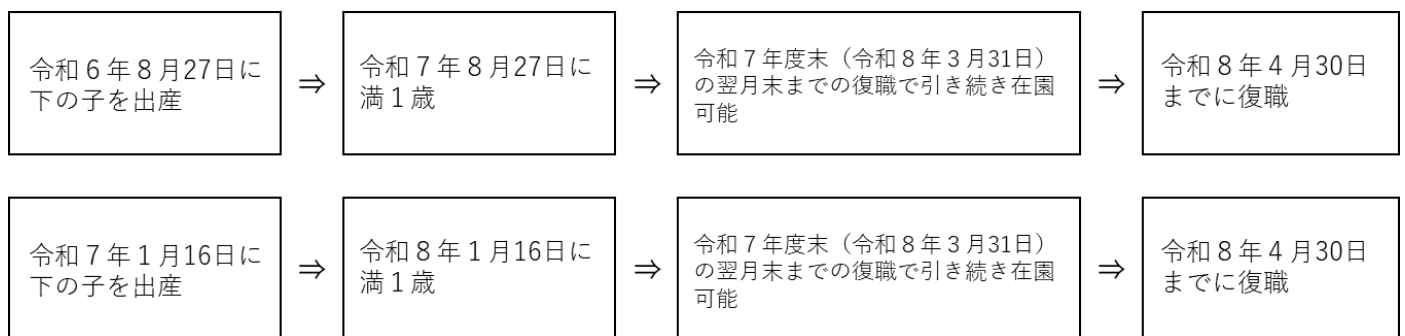 令和６年８月27日に
下の子を出産
⇒
令和７年８月27日に
満１歳
⇒
令和７年度末（令和８年３月31日）
の翌月末までの復職で引き続き在園
可能
⇒
令和８年４月30日
までに復職
令和７年１月16日に
下の子を出産
⇒
令和８年１月16日に
満１歳
⇒
令和７年度末（令和８年３月31日）
の翌月末までの復職で引き続き在園
可能
⇒
令和８年４月30日
までに復職